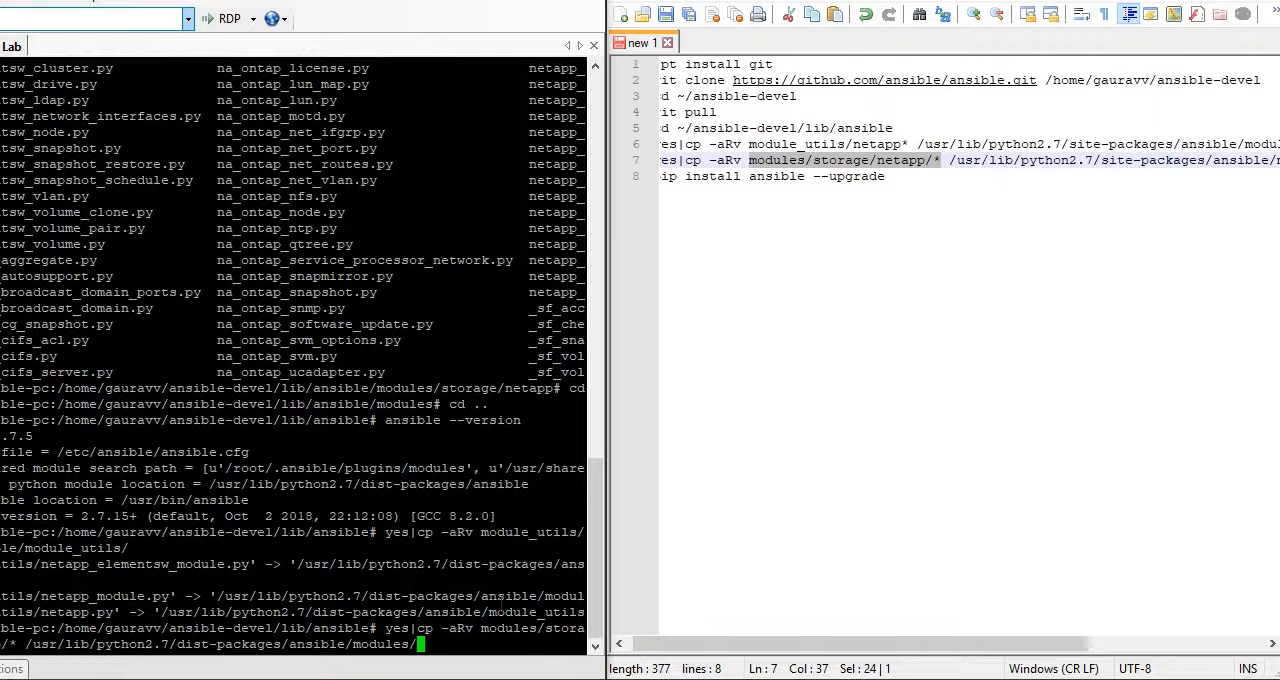 RDP
Lab
new 1
tsw_cluster.py na_ontap_license.py netapp_
tsw_drive.py na_ontap_lun_map.py netapp_
tsw_ldap.py na_ontap_lun.py netapp_
tsw_network_interfaces.py na_ontap_motd.py netapp_
tsw_node.py na_ontap_net_ifgrp.py netapp_
tsw_snapshot.py na_ontap_net_port.py netapp_
tsw_snapshot_restore.py na_ontap_net_routes.py netapp_
tsw_snapshot_schedule.py na_ontap_net_vlan.py netapp_
tsw_vlan.py na_ontap_nfs.py netapp_
tsw_volume_clone.py na_ontap_node.py netapp_
tsw_volume_pair.py na_ontap_ntp.py netapp_
tsw_volume.py na_ontap_qtree.py netapp_
_aggregate.py na_ontap_service_processor_network.py netapp_
_autosupport.py na_ontap_snapmirror.py netapp_
_broadcast_domain_ports.py na_ontap_snapshot.py netapp_
_broadcast_domain.py na_ontap_snmp.py _sf_acc
_cg_snapshot.py na_ontap_software_update.py _sf_che
_cifs_acl.py na_ontap_svm_options.py _sf_sna
_cifs.py na_ontap_svm.py _sf_vol
_cifs_server.py na_ontap_ucadapter.py _sf_vol
ble-pc:/home/gauravv/ansible-devel/lib/ansible/modules/storage/netapp# cd
ble-pc:/home/gauravv/ansible-devel/lib/ansible/modules# cd ..
ble-pc:/home/gauravv/ansible-devel/lib/ansible# ansible --version
.7.5
file = /etc/ansible/ansible.cfg
red module search path = [u'/root/.ansible/plugins/modules', u'/usr/share
python module location = /usr/lib/python2.7/dist-packages/ansible
ble location = /usr/bin/ansible
version = 2.7.15+ (default, Oct  2 2018, 22:12:08) [GCC 8.2.0]
ble-pc:/home/gauravv/ansible-devel/lib/ansible# yes|cp -aRv module_utils/
le/module_utils/
utils/netapp_elementsw_module.py' -> '/usr/lib/python2.7/dist-packages/ans
utils/netapp_module.py' -> '/usr/lib/python2.7/dist-packages/ansible/modul
utils/netapp.py' -> '/usr/lib/python2.7/dist-packages/ansible/module_utils
ble-pc:/home/gauravv/ansible-devel/lib/ansible# yes|cp -aRv modules/stora
/* /usr/lib/python2.7/dist-packages/ansible/modules/
tions
1 pt install git
2 it clone https://github.com/ansible/ansible.git /home/gauravv/ansible-devel
3 d ~/ansible-devel
4 it pull
5 d ~/ansible-devel/lib/ansible
6 yes|cp -aRv module_utils/netapp* /usr/lib/python2.7/site-packages/ansible/modul
7 yes|cp -aRv modules/storage/netapp/* /usr/lib/python2.7/site-packages/ansible/m
8 pip install ansible --upgrade
length : 377 lines : 8 Ln : 7 Col : 37 Sel : 24 | 1 Windows (CR LF) UTF-8 INS